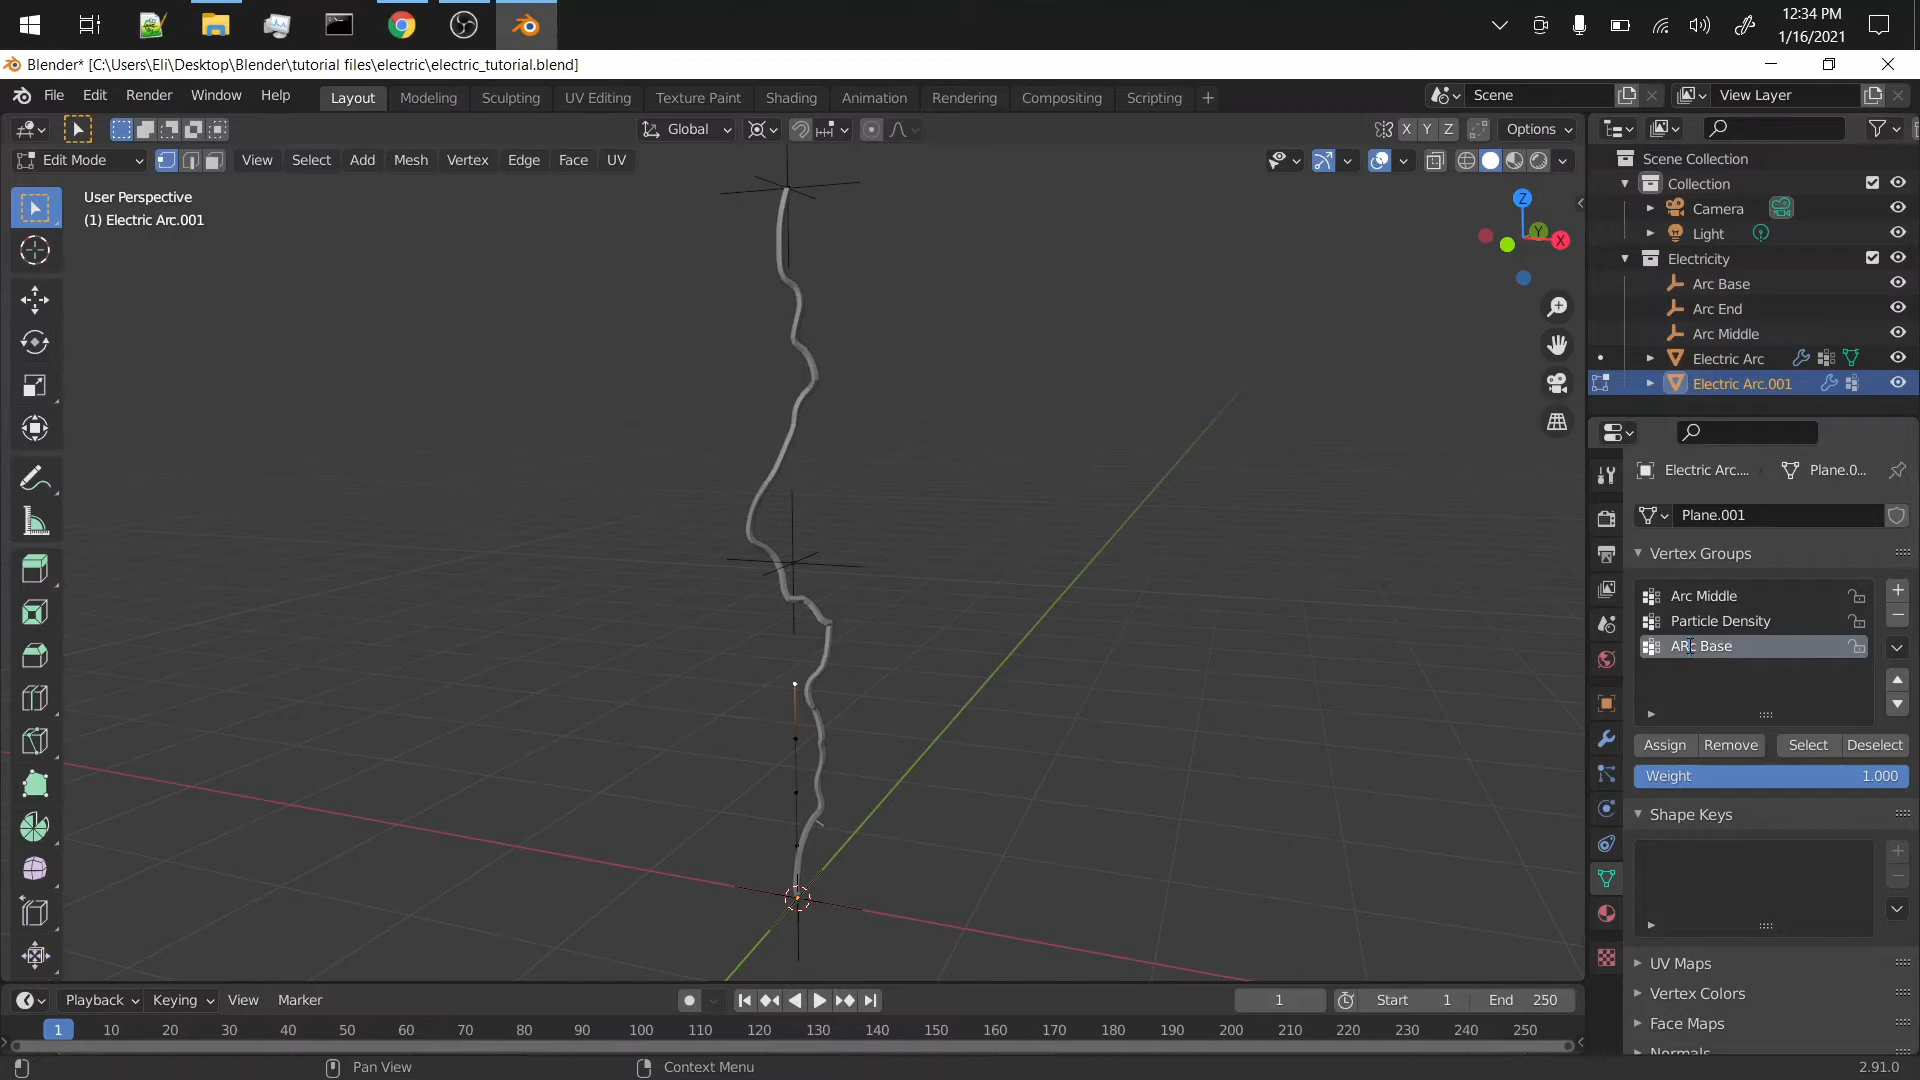 12:34 PM
1/16/2021
Blender* [C:\Users\Eli\Desktop\Blender\tutorial files\electric\electric_tutorial.blend]
File Edit Render Window Help Layout Modeling Sculpting UV Editing Texture Paint Shading Animation Rendering Compositing Scripting + Scene View Layer
Global X Y Z Options
Edit Mode View Select Add Mesh Vertex Edge Face UV
User Perspective
(1) Electric Arc.001
Z
Y
X
Scene Collection
Collection
Camera
Light
Electricity
Arc Base
Arc End
Arc Middle
Electric Arc
Electric Arc.001
Electric Arc.... Plane.0...
Plane.001
Vertex Groups
Arc Middle
Particle Density
ARc Base
Assign Remove Select Deselect
Weight 1.000
Shape Keys
UV Maps
Vertex Colors
Face Maps
Normals
Playback Keying View Marker 1 Start 1 End 250
1 10 20 30 40 50 60 70 80 90 100 110 120 130 140 150 160 170 180 190 200 210 220 230 240 250
Pan View Context Menu 2.91.0